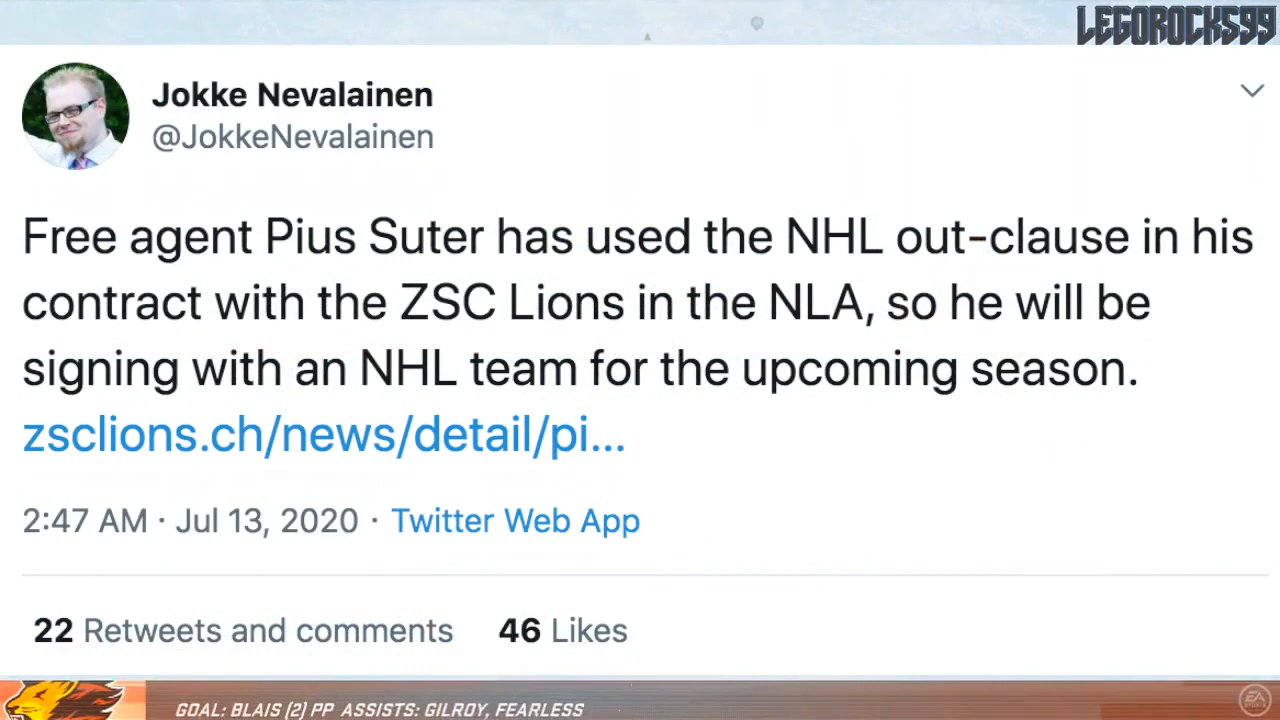 LEGOROCKS99
Jokke Nevalainen
@JokkeNevalainen
Free agent Pius Suter has used the NHL out-clause in his
contract with the ZSC Lions in the NLA, so he will be
signing with an NHL team for the upcoming season.
zsclions.ch/news/detail/pi...
2:47 AM · Jul 13, 2020 · Twitter Web App
22 Retweets and comments 46 Likes
GOAL: BLAIS (2) PP ASSISTS: GILROY, FEARLESS
EA
SPORTS